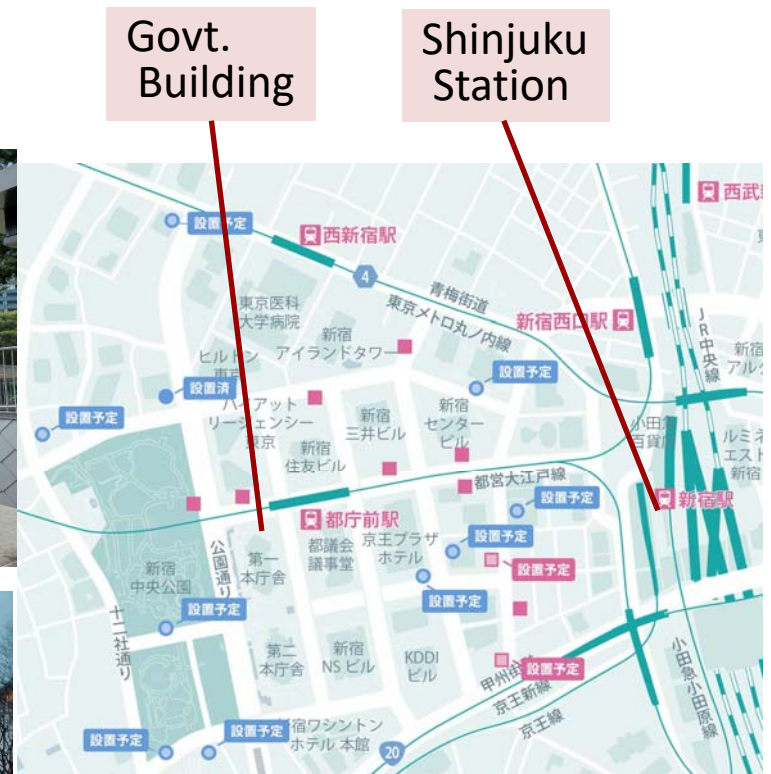 Govt.
Building
Shinjuku
Station
設置予定
西新宿駅
西武
4
青梅街道
東京メトロ丸ノ内線
新宿西口駅
JR中央線
東京医科
大学病院
新宿
アイランドタワー
ヒルトン
東京
設置済
設置予定
設置予定
新宿
アル
ハイアット
リージェンシー
東京
新宿
三井ビル
新宿
センター
ビル
新宿
住友ビル
小田急
百貨店
ルミネ
エスト
新宿
都営大江戸線
設置予定
新宿駅
都庁前駅
第一
本庁舎
都議会
議事堂
京王プラザ
ホテル
設置予定
設置予定
設置予定
新宿
中央公園
公園通り
十二社通り
設置予定
第二
本庁舎
新宿
NS ビル
KDDI
ビル
設置予定
甲州街
京王新線
京王線
小田急小田原線
設置予定
宿ワシントン
ホテル 本館
20